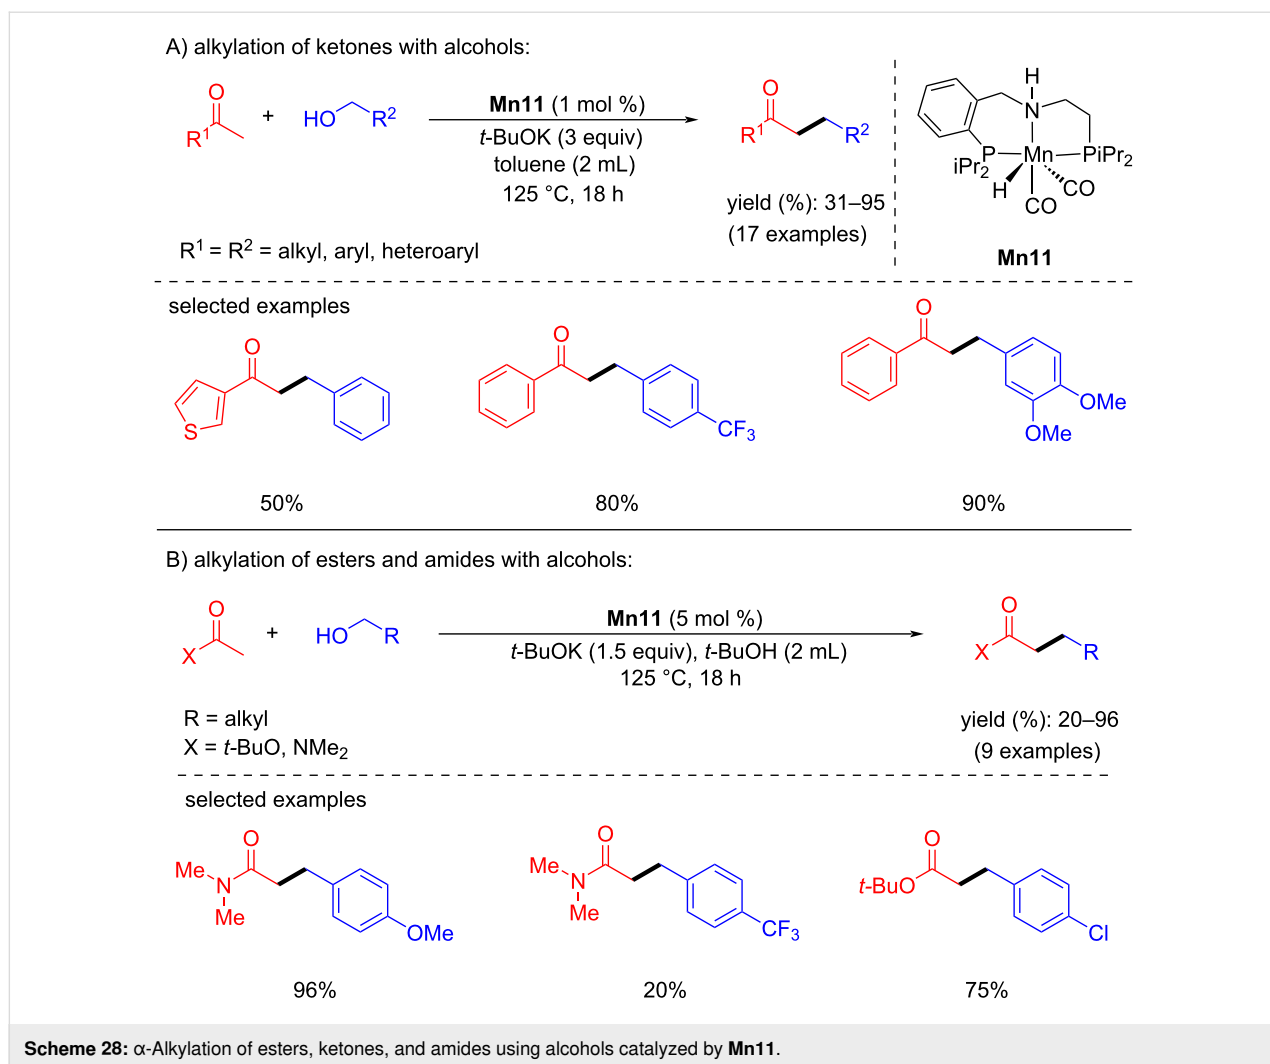 A) alkylation of ketones with alcohols:
O
R1
+
HO
R2
Mn11 (1 mol %)
t-BuOK (3 equiv)
toluene (2 mL)
125 °C, 18 h
O
R1
R2
yield (%): 31–95
(17 examples)
R1 = R2 = alkyl, aryl, heteroaryl
H
N
P
iPr2
Mn
PiPr2
H
CO
CO
Mn11
selected examples
O
S
50%
O
CF3
80%
O
OMe
OMe
90%
B) alkylation of esters and amides with alcohols:
O
X
+
HO
R
Mn11 (5 mol %)
t-BuOK (1.5 equiv), t-BuOH (2 mL)
125 °C, 18 h
O
X
R
R = alkyl
X = t-BuO, NMe2
yield (%): 20–96
(9 examples)
selected examples
O
Me
N
Me
OMe
96%
O
Me
N
Me
CF3
20%
O
t-BuO
Cl
75%
Scheme 28: α-Alkylation of esters, ketones, and amides using alcohols catalyzed by Mn11.